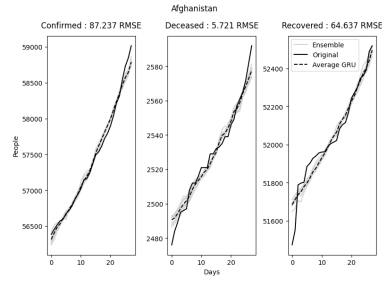 Afghanistan
Confirmed : 87.237 RMSE
Deceased : 5.721 RMSE
Recovered : 64.637 RMSE
59000
58500
58000
57500
57000
56500
People
0
10
20
2580
2560
2540
2520
2500
2480
0
10
20
Days
Ensemble
Original
Average GRU
52400
52200
52000
51800
51600
0
10
20